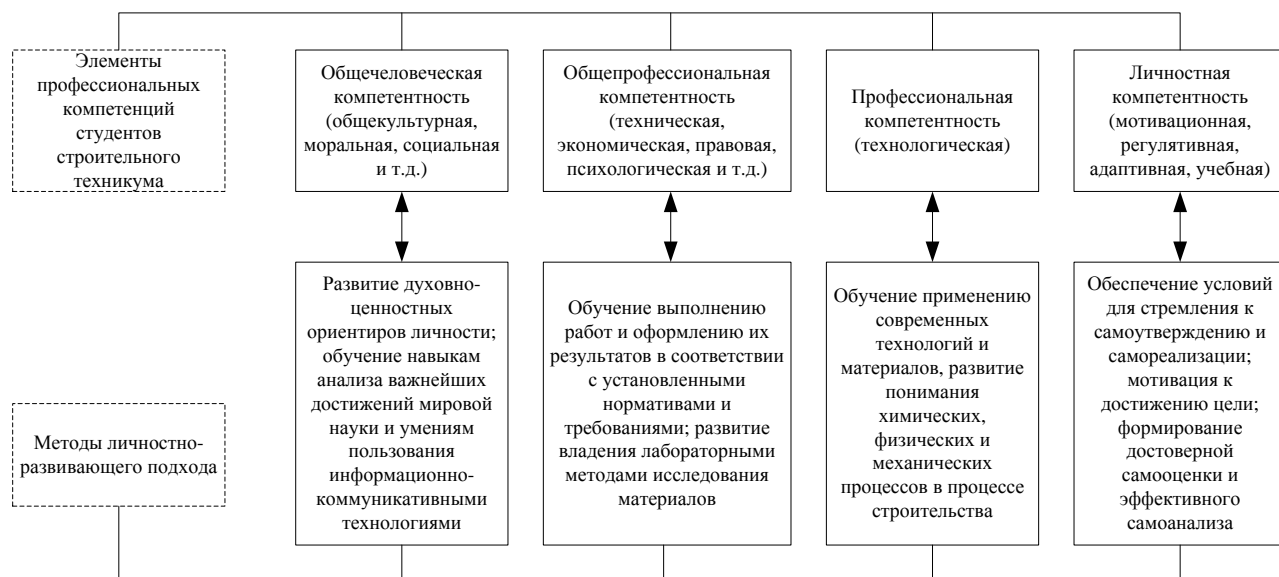 Элементы
профессиональных
компетенций
студентов
строительного
техникума
Общечеловеческая
компетентность
(общекультурная,
моральная, социальная
и т.д.)
Общепрофессиональная
компетентность
(техническая,
экономическая, правовая,
психологическая и т.д.)
Профессиональная
компетентность
(технологическая)
Личностная
компетентность
(мотивационная,
регулятивная,
адаптивная, учебная)
Методы личностно-
развивающего подхода
Развитие духовно-
ценностных
ориентиров личности;
обучение навыкам
анализа важнейших
достижений мировой
науки и умениям
пользования
информационно-
коммуникативными
технологиями
Обучение выполнению
работ и оформлению их
результатов в соответствии
с установленными
нормативами и
требованиями; развитие
владения лабораторными
методами исследования
материалов
Обучение применению
современных
технологий и
материалов, развитие
понимания
химических,
физических и
механических
процессов в процессе
строительства
Обеспечение условий
для стремления к
самоутверждению и
самореализации;
мотивация к
достижению цели;
формирование
достоверной
самооценки и
эффективного
самоанализа